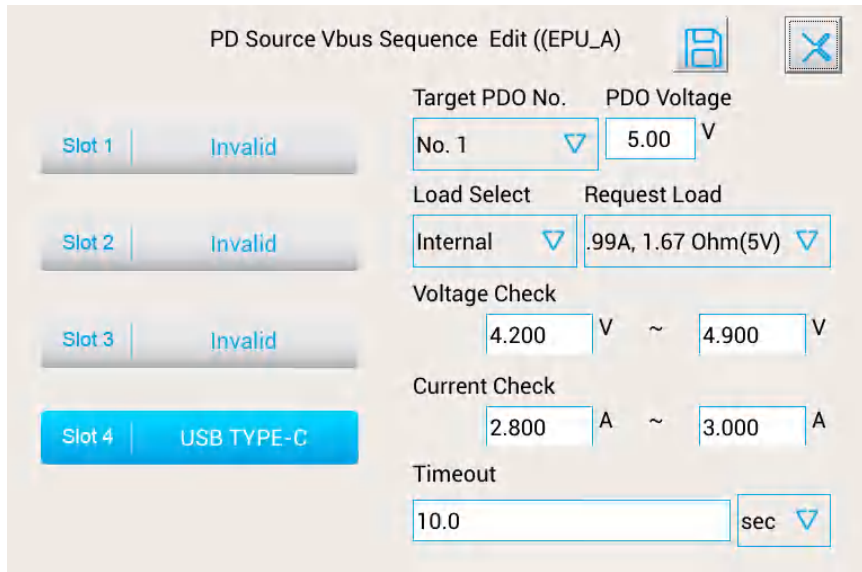 PD Source Vbus Sequence Edit ((EPU_A)
Slot 1 Invalid
Slot 2 Invalid
Slot 3 Invalid
Slot 4 USB TYPE-C
Target PDO No. PDO Voltage
No. 1 5.00 V
Load Select Request Load
Internal .99A, 1.67 Ohm(5V)
Voltage Check
4.200 V ~ 4.900 V
Current Check
2.800 A ~ 3.000 A
Timeout
10.0 sec